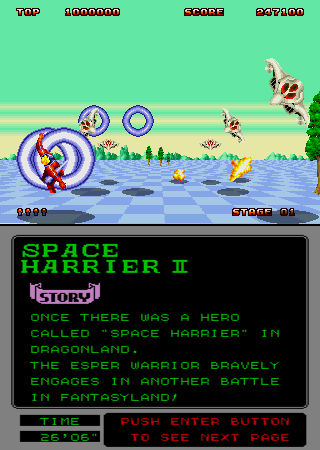 TOP 1000000 SCORE 247100
STAGE 01
SPACE
HARRIER II
STORY
ONCE THERE WAS A HERO
CALLED "SPACE HARRIER" IN
DRAGONLAND.
THE ESPER WARRIOR BRAVELY
ENGAGES IN ANOTHER BATTLE
IN FANTASYLAND!
TIME
26'06"
PUSH ENTER BUTTON
TO SEE NEXT PAGE